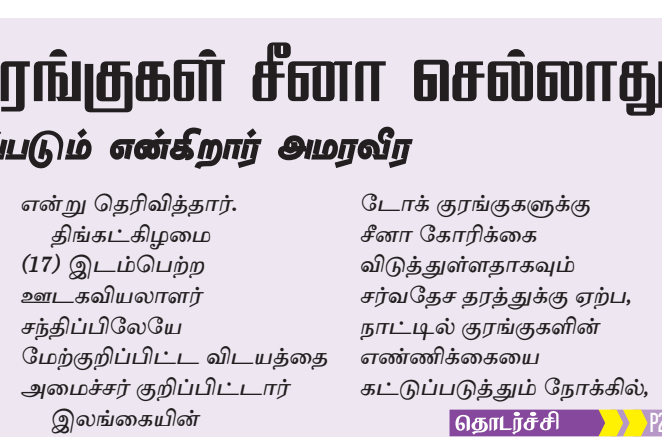 ரங்குகள் சீனா செல்லாது
ப்படும் என்கிறார் அமரவீர
என்று தெரிவித்தார்.
திங்கட்கிழமை
(17) இடம்பெற்ற
ஊடகவியலாளர்
சந்திப்பிலேயே
மேற்குறிப்பிட்ட விடயத்தை
அமைச்சர் குறிப்பிட்டார்
இலங்கையின்
டோக் குரங்குகளுக்கு
சீனா கோரிக்கை
விடுத்துள்ளதாகவும்
சர்வதேச தரத்துக்கு ஏற்ப,
நாட்டில் குரங்குகளின்
எண்ணிக்கையை
கட்டுப்படுத்தும் நோக்கில்,
தொடர்ச்சி P2